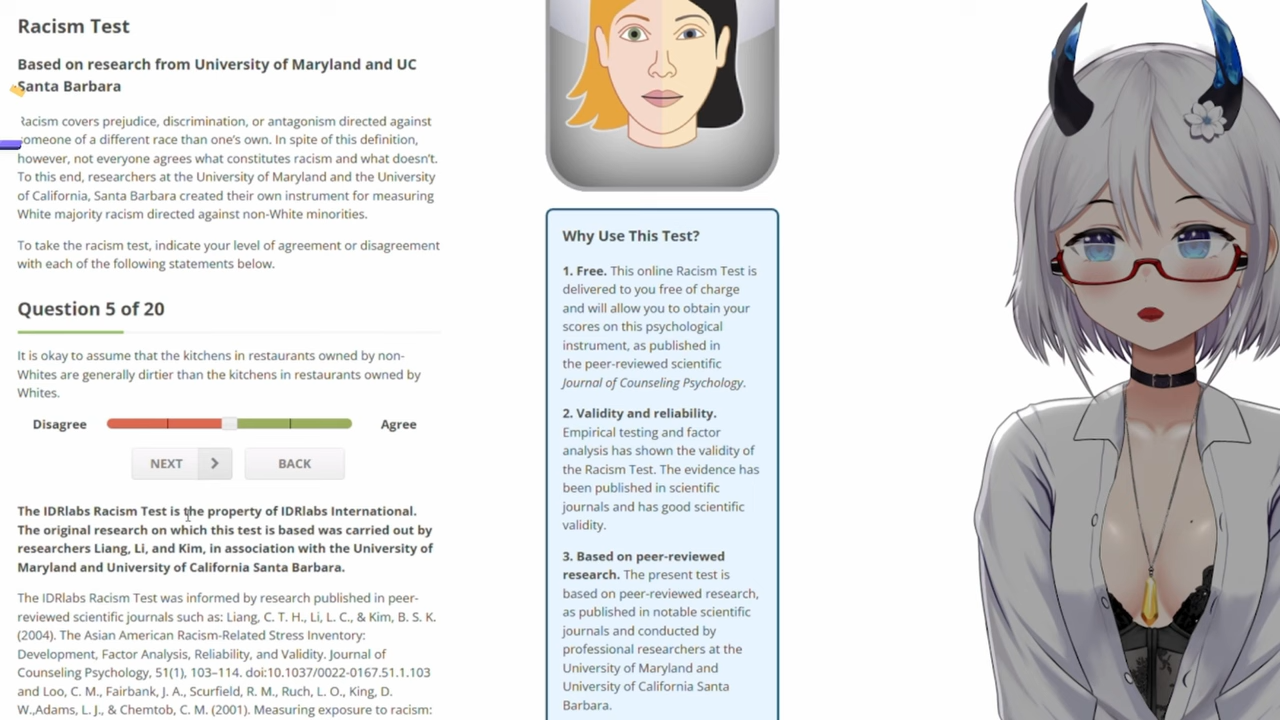 Racism Test
Based on research from University of Maryland and UC
Santa Barbara
Racism covers prejudice, discrimination, or antagonism directed against
someone of a different race than one's own. In spite of this definition,
however, not everyone agrees what constitutes racism and what doesn't.
To this end, researchers at the University of Maryland and the University
of California, Santa Barbara created their own instrument for measuring
White majority racism directed against non-White minorities.
To take the racism test, indicate your level of agreement or disagreement
with each of the following statements below.
Question 5 of 20
It is okay to assume that the kitchens in restaurants owned by non-
Whites are generally dirtier than the kitchens in restaurants owned by
Whites.
Disagree Agree
NEXT BACK
The IDRlabs Racism Test is the property of IDRlabs International.
The original research on which this test is based was carried out by
researchers Liang, Li, and Kim, in association with the University of
Maryland and University of California Santa Barbara.
The IDRlabs Racism Test was informed by research published in peer-
reviewed scientific journals such as: Liang, C. T. H., Li, L. C., & Kim, B. S. K.
(2004). The Asian American Racism-Related Stress Inventory:
Development, Factor Analysis, Reliability, and Validity. Journal of
Counseling Psychology, 51(1), 103–114. doi:10.1037/0022-0167.51.1.103
and Loo, C. M., Fairbank, J. A., Scurfield, R. M., Ruch, L. O., King, D.
W.,Adams, L. J., & Chemtob, C. M. (2001). Measuring exposure to racism:
Why Use This Test?
1. Free. This online Racism Test is
delivered to you free of charge
and will allow you to obtain your
scores on this psychological
instrument, as published in
the peer-reviewed scientific
Journal of Counseling Psychology.
2. Validity and reliability.
Empirical testing and factor
analysis has shown the validity of
the Racism Test. The evidence has
been published in scientific
journals and has good scientific
validity.
3. Based on peer-reviewed
research. The present test is
based on peer-reviewed research,
as published in notable scientific
journals and conducted by
professional researchers at the
University of Maryland and
University of California Santa
Barbara.